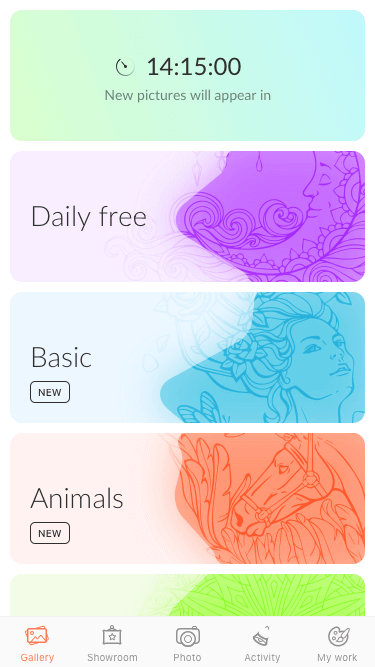 14:15:00
New pictures will appear in
Daily free
Basic
NEW
Animals
NEW
Gallery
Showroom
Photo
Activity
My work